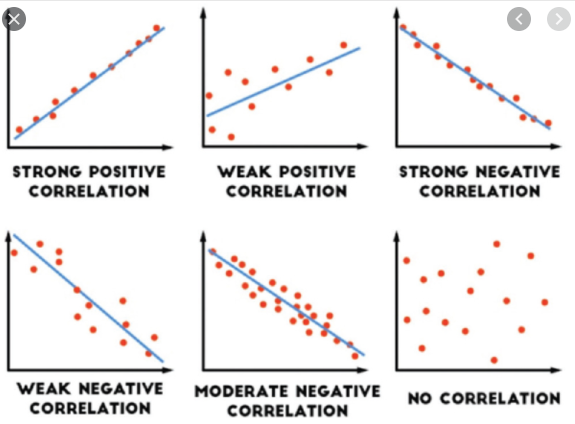 STRONG POSITIVE
CORRELATION
WEAK POSITIVE
CORRELATION
STRONG NEGATIVE
CORRELATION
WEAK NEGATIVE
CORRELATION
MODERATE NEGATIVE
CORRELATION
NO CORRELATION